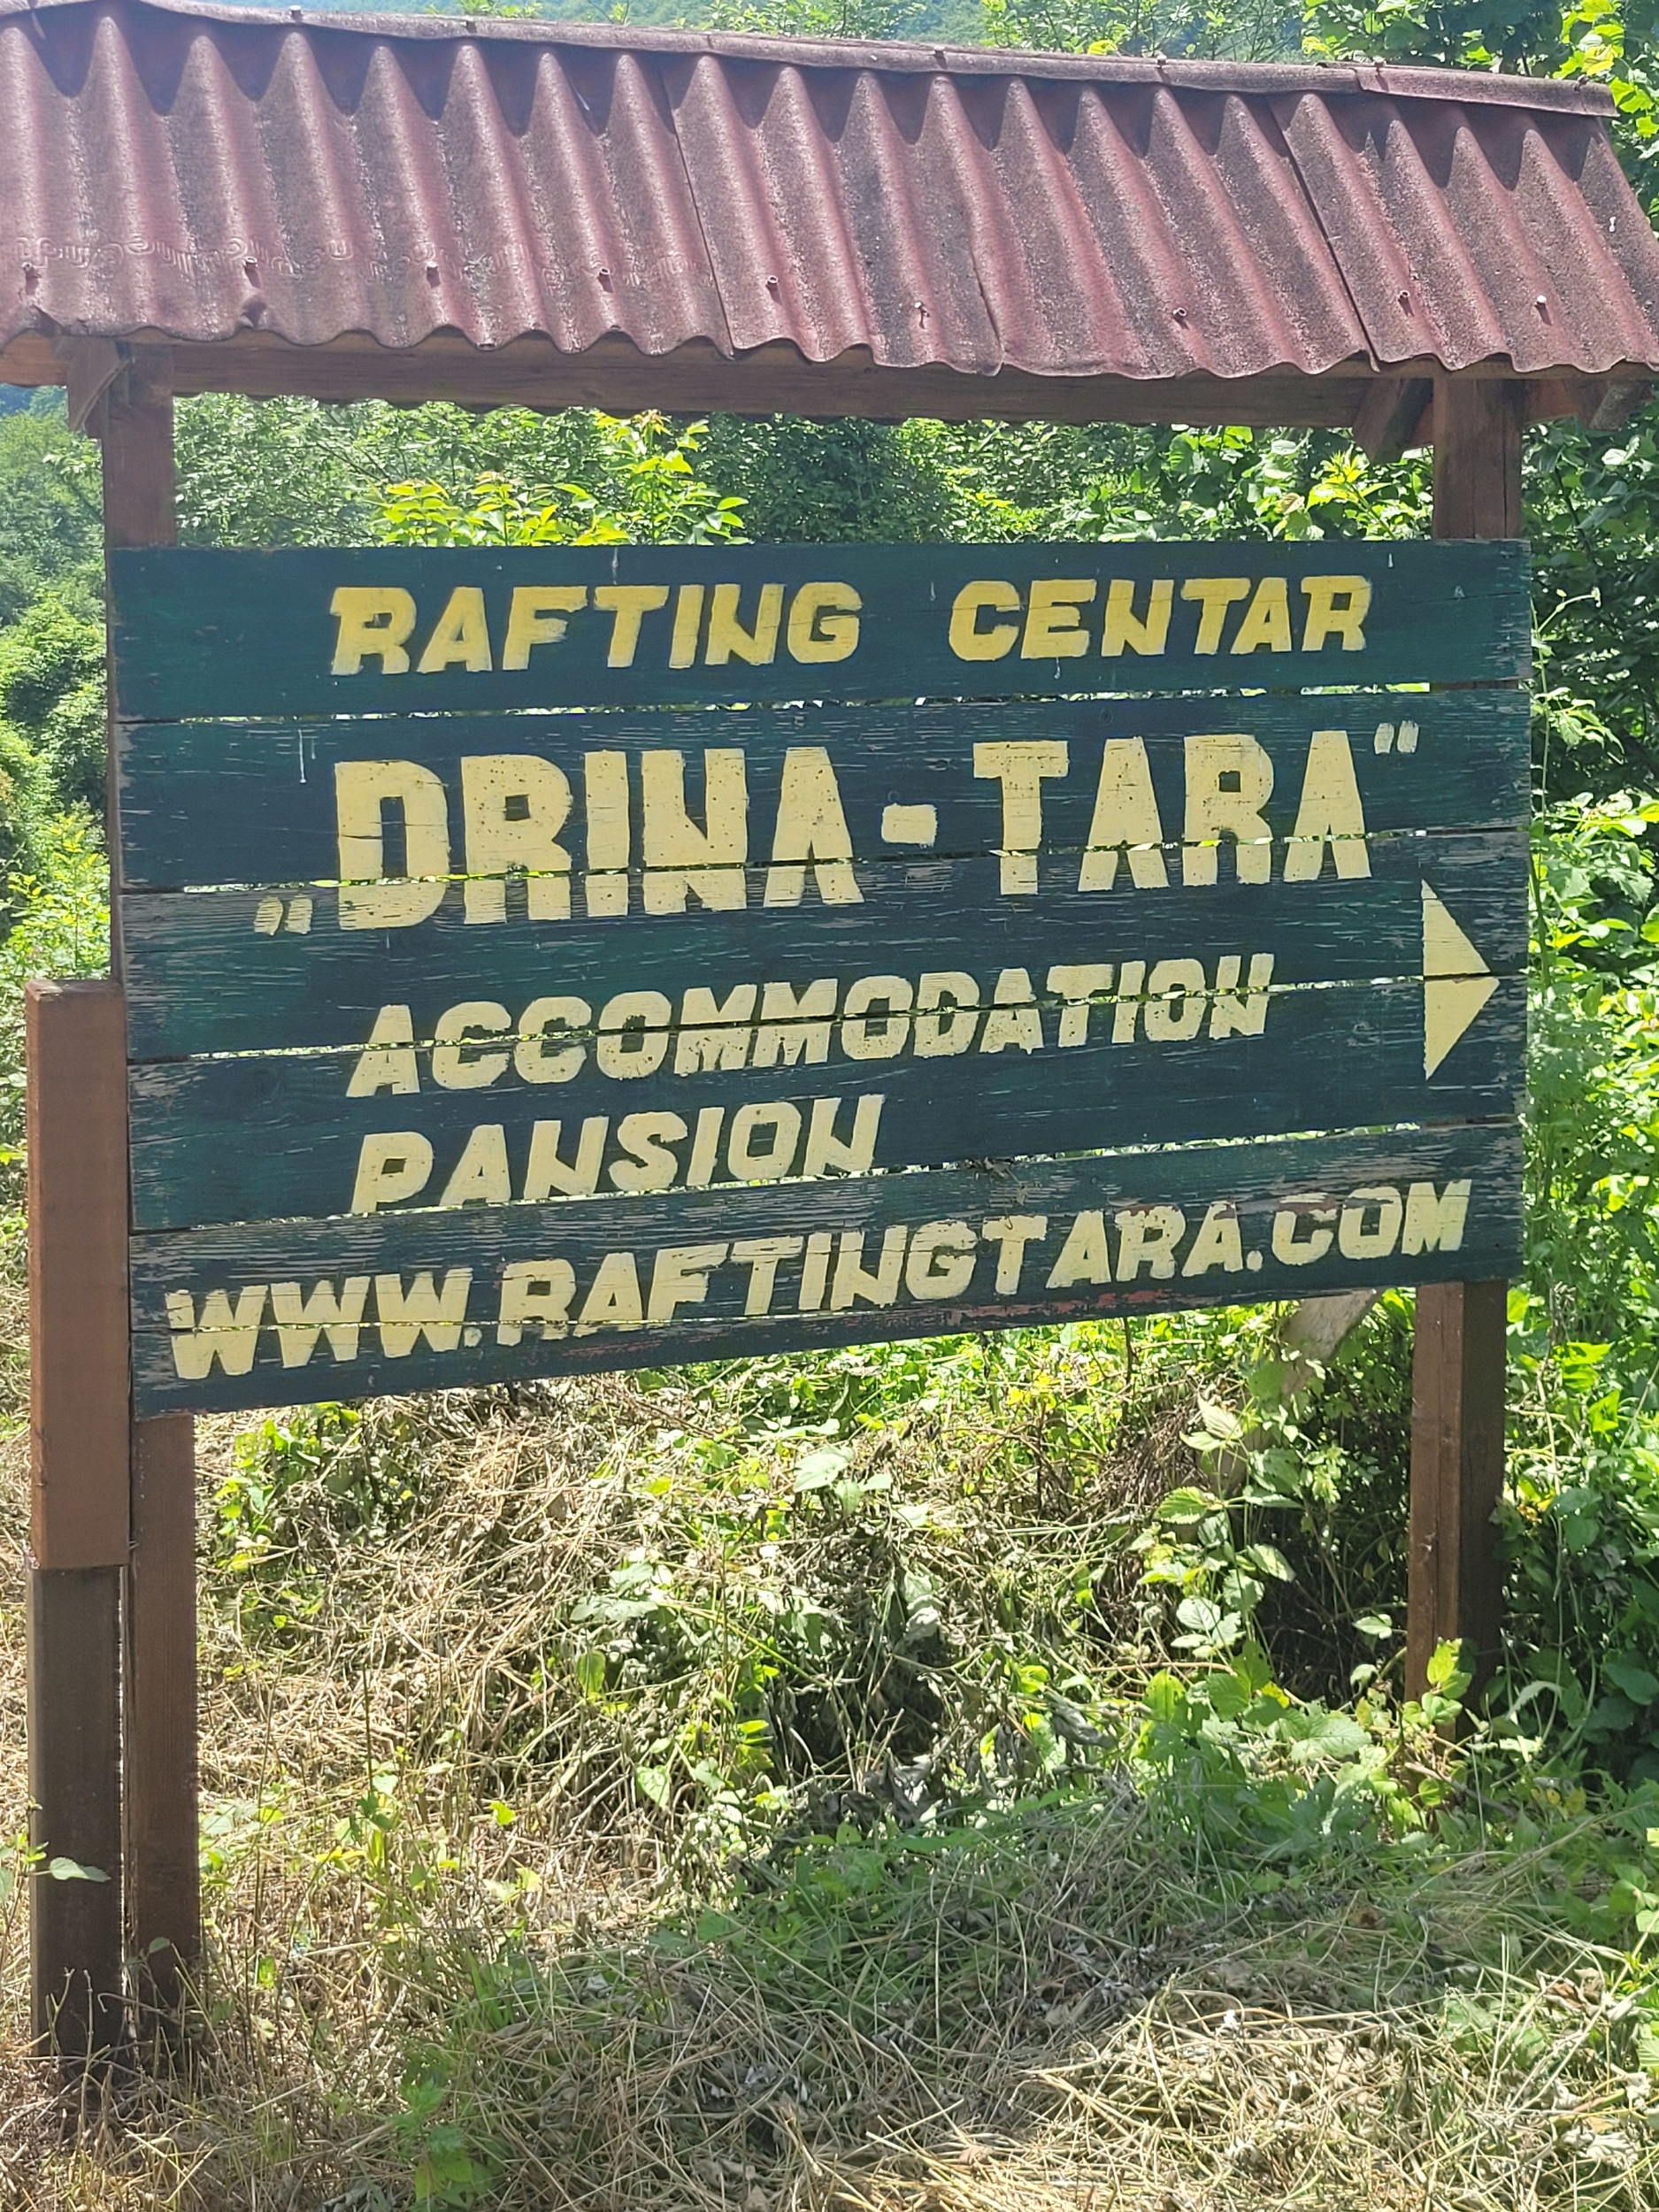 RAFTING CENTAR
„DRINA-TARA“
ACCOMMODATION
PANSION
WWW.RAFTINGTARA.COM